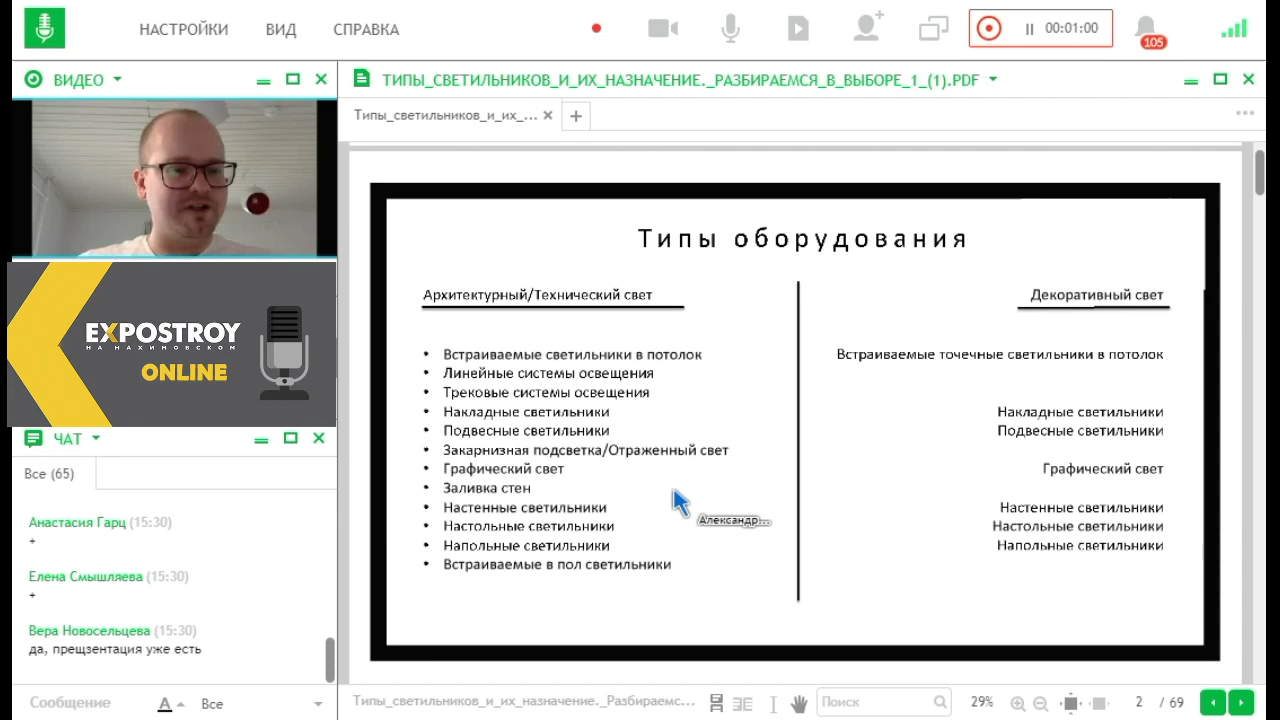 НАСТРОЙКИ ВИД СПРАВКА
00:01:00
105
ВИДЕО
ТИПЫ_СВЕТИЛЬНИКОВ_И_ИХ_НАЗНАЧЕНИЕ._РАЗБИРАЕМСЯ_В_ВЫБОРЕ_1_(1).PDF
Типы_светильников_и_их_...
Типы оборудования
Архитектурный/Технический свет
Встраиваемые светильники в потолок
Линейные системы освещения
Трековые системы освещения
Накладные светильники
Подвесные светильники
Закарнизная подсветка/Отраженный свет
Графический свет
Заливка стен
Настенные светильники
Настольные светильники
Напольные светильники
Встраиваемые в пол светильники
Декоративный свет
Встраиваемые точечные светильники в потолок
Накладные светильники
Подвесные светильники
Графический свет
Настенные светильники
Настольные светильники
Напольные светильники
Александр...
EXPOSTROY
НА НАХИМОВСКОМ
ONLINE
ЧАТ
Все (65)
Анастасия Гарц (15:30)
+
Елена Смышляева (15:30)
+
Вера Новосельцева (15:30)
да, прещзентация уже есть
Сообщение A Все
Типы_светильников_и_их_назначение._Разбираемс... Поиск 29% 2 / 69